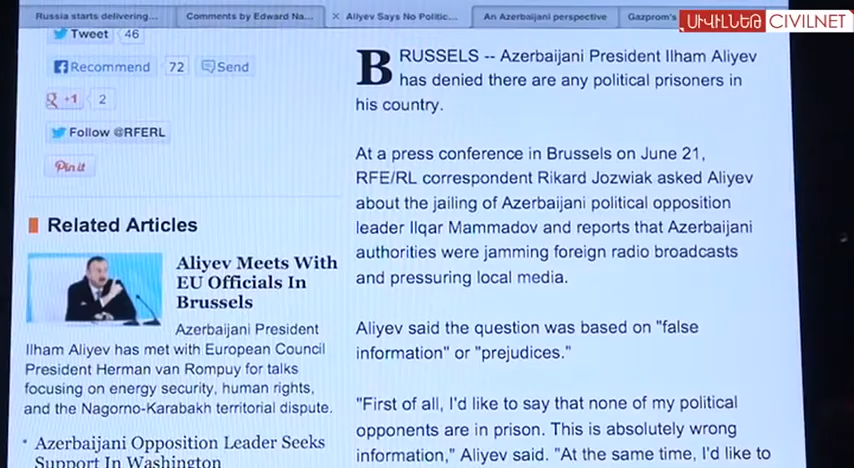 Russia starts delivering...
Comments by Edward Na...
× Aliyev Says No Politic...
An Azerbaijani perspective
Gazprom's
ՍԻՎԻԼՆԵԹ CIVILNET
Tweet 46
Recommend 72 Send
g +1 2
Follow @RFERL
Pin it
Related Articles
Aliyev Meets With
EU Officials In
Brussels
Azerbaijani President
Ilham Aliyev has met with European Council
President Herman van Rompuy for talks
focusing on energy security, human rights,
and the Nagorno-Karabakh territorial dispute.
Azerbaijani Opposition Leader Seeks
Support In Washington
BRUSSELS -- Azerbaijani President Ilham Aliyev
has denied there are any political prisoners in
his country.
At a press conference in Brussels on June 21,
RFE/RL correspondent Rikard Jozwiak asked Aliyev
about the jailing of Azerbaijani political opposition
leader Ilqar Mammadov and reports that Azerbaijani
authorities were jamming foreign radio broadcasts
and pressuring local media.
Aliyev said the question was based on "false
information" or "prejudices."
"First of all, I'd like to say that none of my political
opponents are in prison. This is absolutely wrong
information," Aliyev said. "At the same time, I'd like to